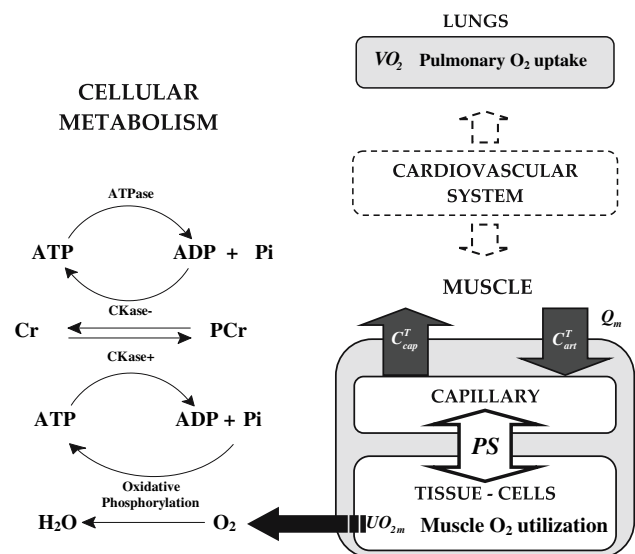 LUNGS
VO2 Pulmonary O2 uptake
CELLULAR
METABOLISM
CARDIOVASCULAR
SYSTEM
ATPase
ATP ADP + Pi
CKase-
Cr PCr
CKase+
ATP ADP + Pi
Oxidative
Phosphorylation
H2O O2
MUSCLE
Qm
C^T_cap C^T_art
CAPILLARY
PS
TISSUE - CELLS
UO2m Muscle O2 utilization